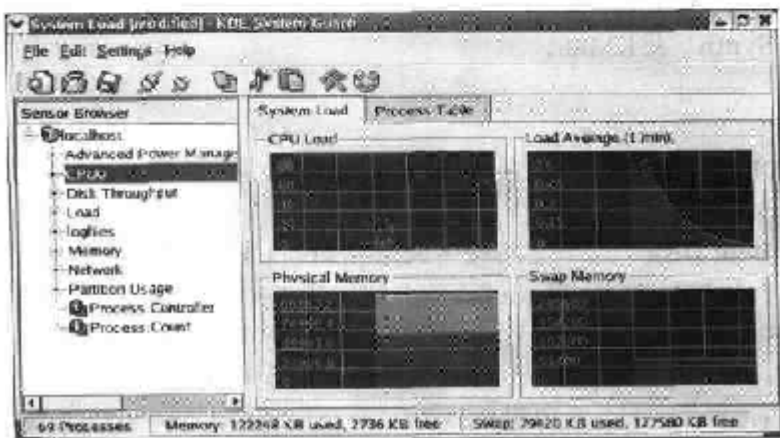 System Load [modified] - KDE System Guard
File Edit Settings Help
Sensor Browser
localhost
Advanced Power Manage
CPU0
Disk Throughput
Load
logfiles
Memory
Network
Partition Usage
Process Controller
Process Count
System Load
Process Table
CPU Load
Load Average (1 min)
Physical Memory
Swap Memory
69 Processes
Memory: 122248 KB used, 2736 KB free
Swap: 79420 KB used, 127580 KB free